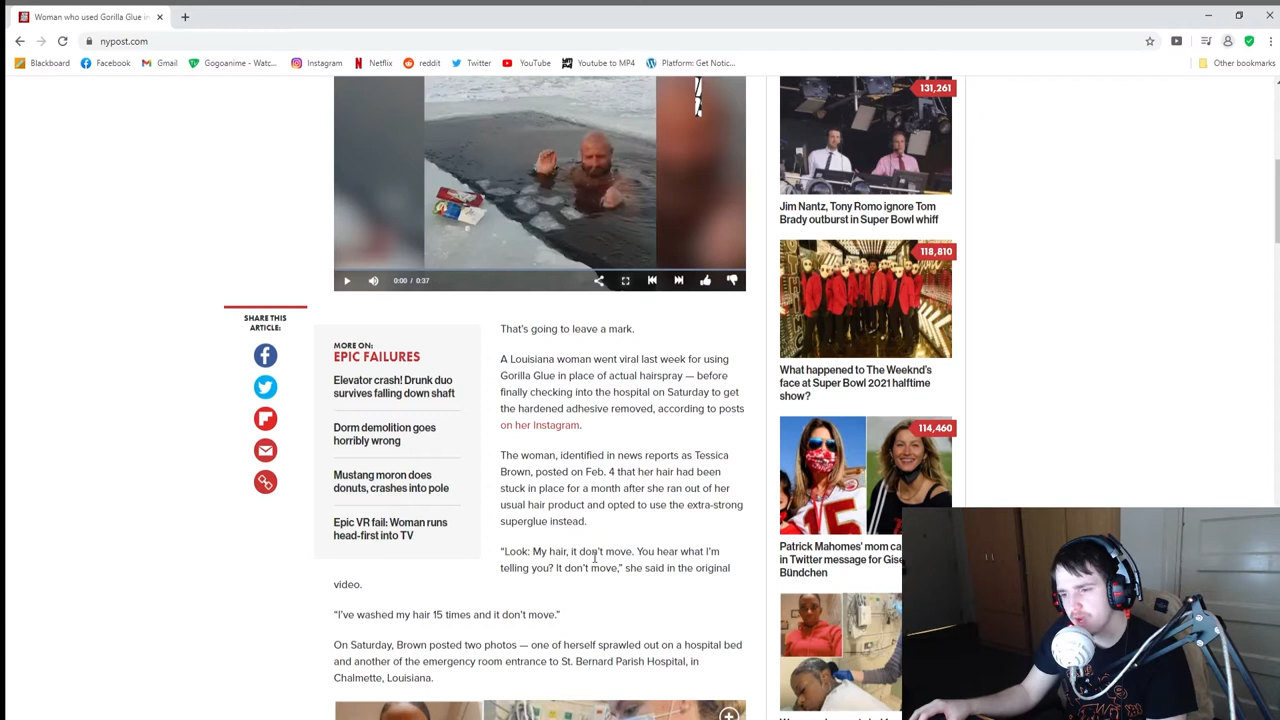 Woman who used Gorilla Glue in
nypost.com
Blackboard
Facebook
Gmail
Gogoanime - Watc...
Instagram
Netflix
reddit
Twitter
YouTube
Youtube to MP4
Platform: Get Notic...
Other bookmarks
0:00 / 0:37
SHARE THIS
ARTICLE:
MORE ON:
EPIC FAILURES
Elevator crash! Drunk duo
survives falling down shaft
Dorm demolition goes
horribly wrong
Mustang moron does
donuts, crashes into pole
Epic VR fail: Woman runs
head-first into TV
That's going to leave a mark.
A Louisiana woman went viral last week for using
Gorilla Glue in place of actual hairspray — before
finally checking into the hospital on Saturday to get
the hardened adhesive removed, according to posts
on her Instagram.
The woman, identified in news reports as Tessica
Brown, posted on Feb. 4 that her hair had been
stuck in place for a month after she ran out of her
usual hair product and opted to use the extra-strong
superglue instead.
“Look: My hair, it don't move. You hear what I'm
telling you? It don't move,” she said in the original
video.
“I've washed my hair 15 times and it don't move.”
On Saturday, Brown posted two photos — one of herself sprawled out on a hospital bed
and another of the emergency room entrance to St. Bernard Parish Hospital, in
Chalmette, Louisiana.
131,261
Jim Nantz, Tony Romo ignore Tom
Brady outburst in Super Bowl whiff
118,810
What happened to The Weeknd's
face at Super Bowl 2021 halftime
show?
114,460
15
Patrick Mahomes' mom ca
in Twitter message for Gise
Bündchen